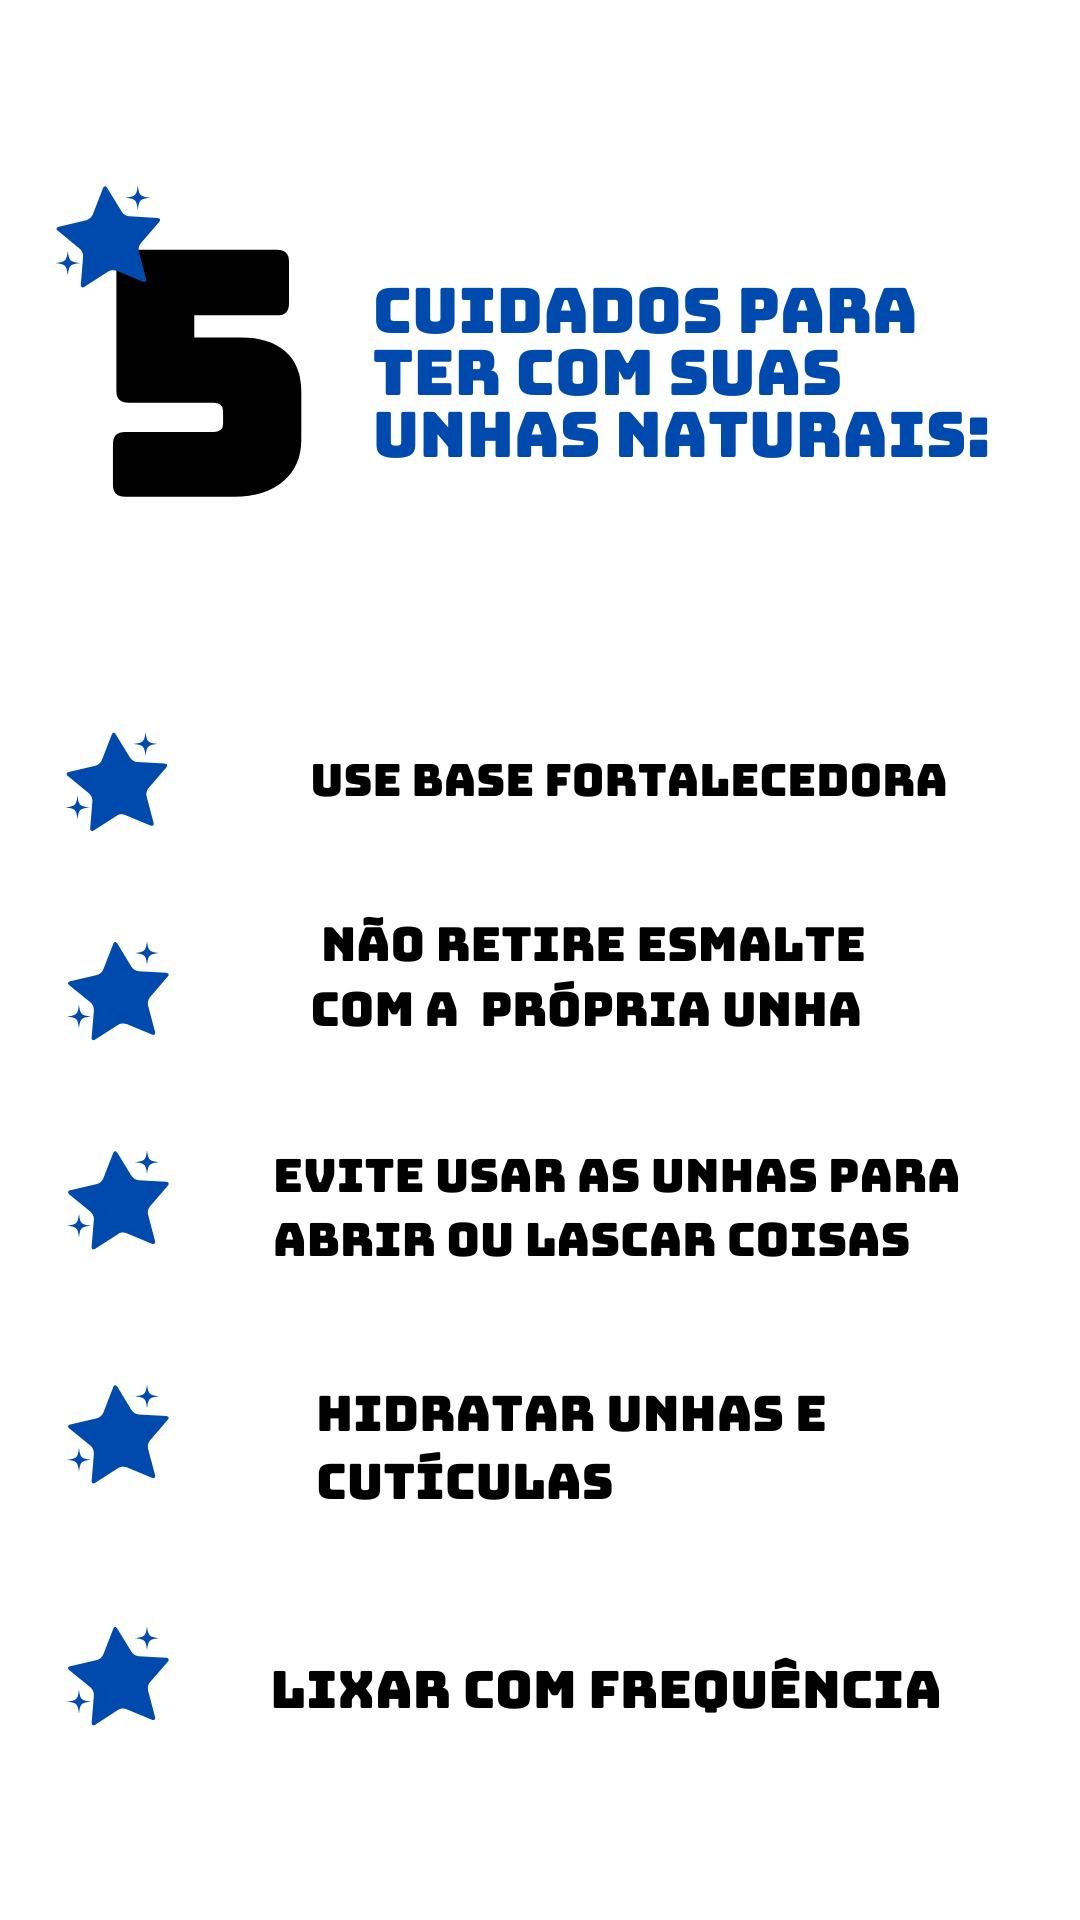 5
CUIDADOS PARA
TER COM SUAS
UNHAS NATURAIS:
USE BASE FORTALECEDORA
NÃO RETIRE ESMALTE
COM A PRÓPRIA UNHA
EVITE USAR AS UNHAS PARA
ABRIR OU LASCAR COISAS
HIDRATAR UNHAS E
CUTÍCULAS
LIXAR COM FREQUÊNCIA